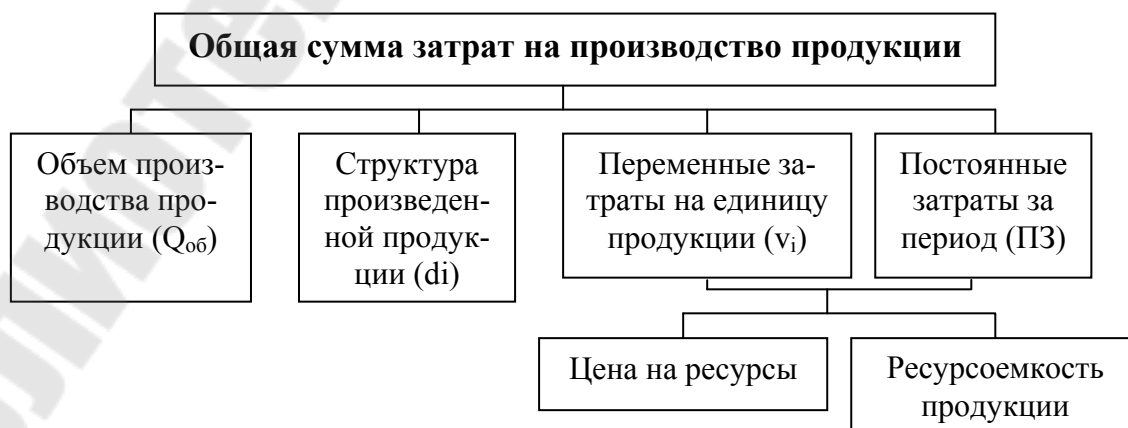 Общая сумма затрат на производство продукции
Объем произ-
водства про-
дукции (Qоб)
Структура
произведен-
ной продук-
ции (di)
Переменные за-
траты на единицу
продукции (vi)
Постоянные
затраты за
период (ПЗ)
Цена на ресурсы
Ресурсоемкость
продукции